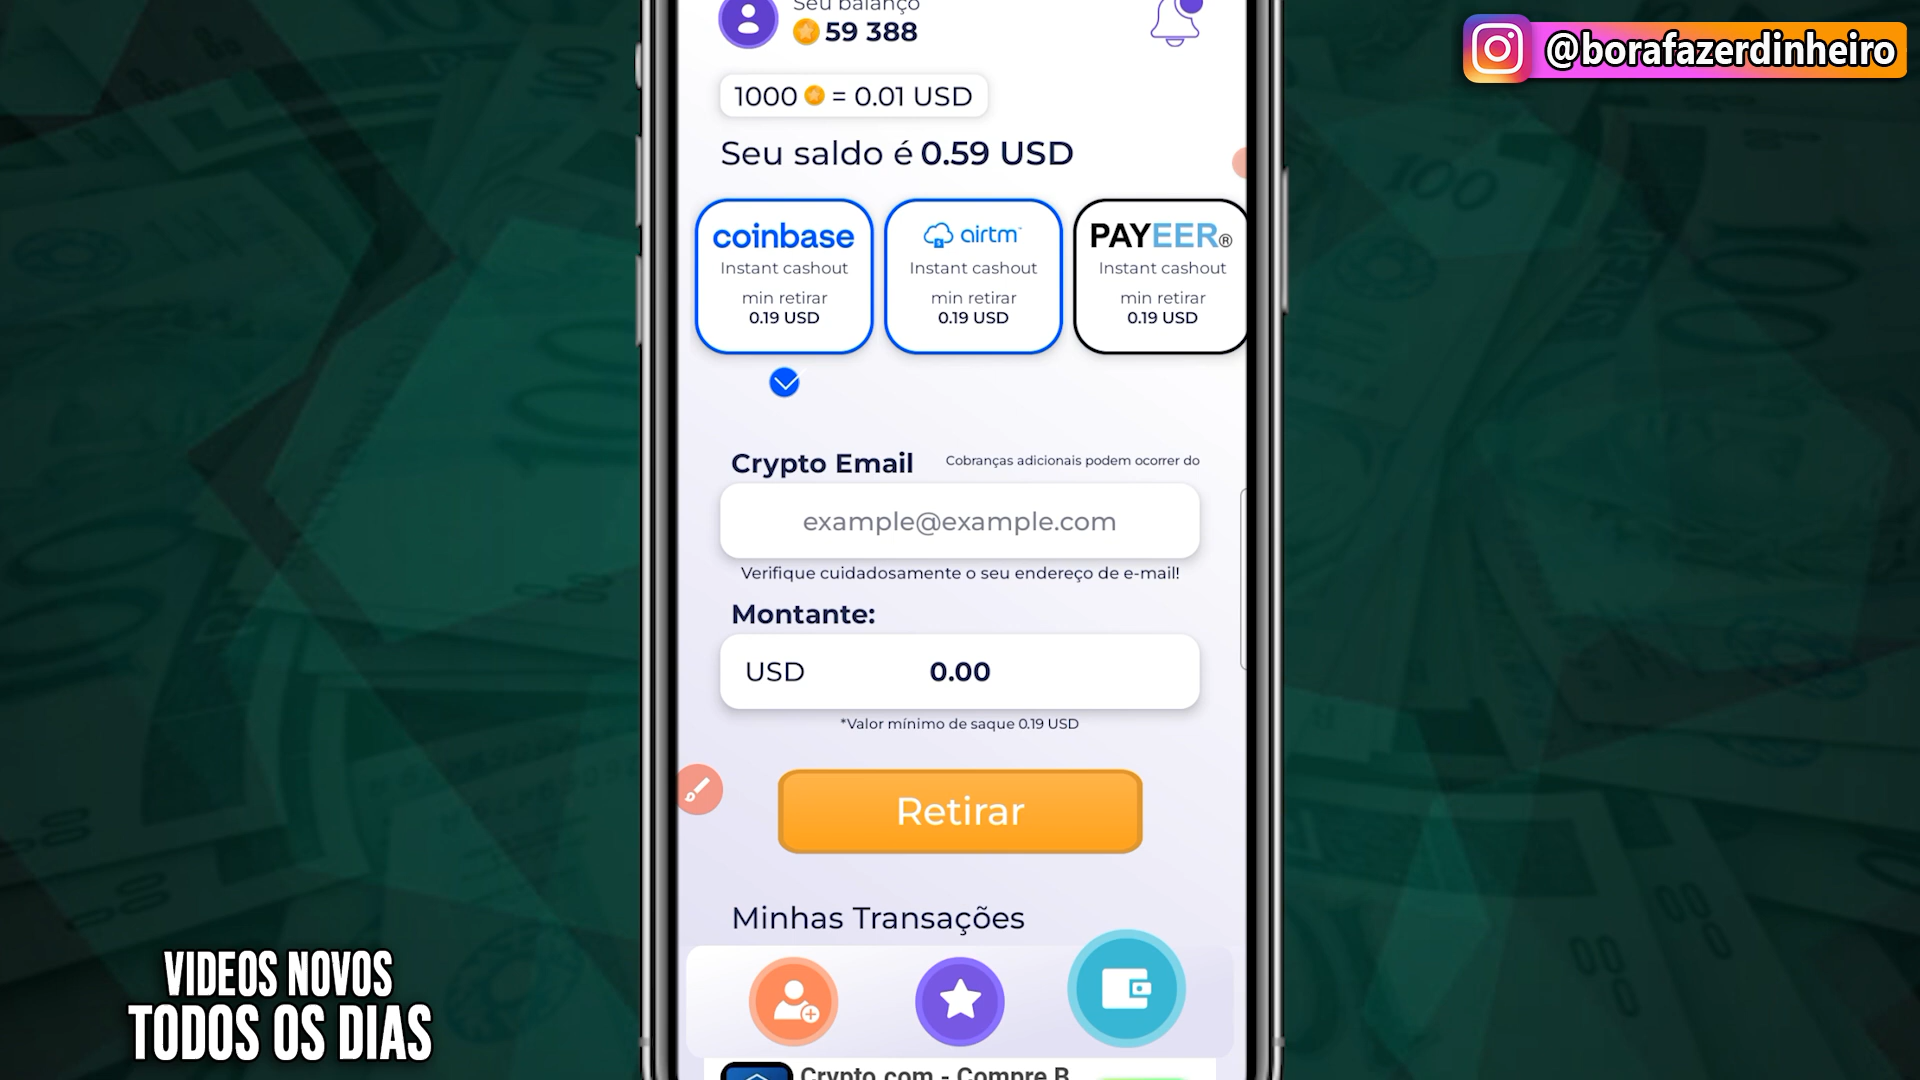 @borafazerdinheiro
Seu balanço
59 388
1000 = 0.01 USD
Seu saldo é 0.59 USD
coinbase
Instant cashout
min retirar
0.19 USD
airtm
Instant cashout
min retirar
0.19 USD
PAYEER®
Instant cashout
min retirar
0.19 USD
Crypto Email
Cobranças adicionais podem ocorrer do
example@example.com
Verifique cuidadosamente o seu endereço de e-mail!
Montante:
USD 0.00
*Valor mínimo de saque 0.19 USD
Retirar
Minhas Transações
Crypto.com - Compre B
VIDEOS NOVOS
TODOS OS DIAS
100